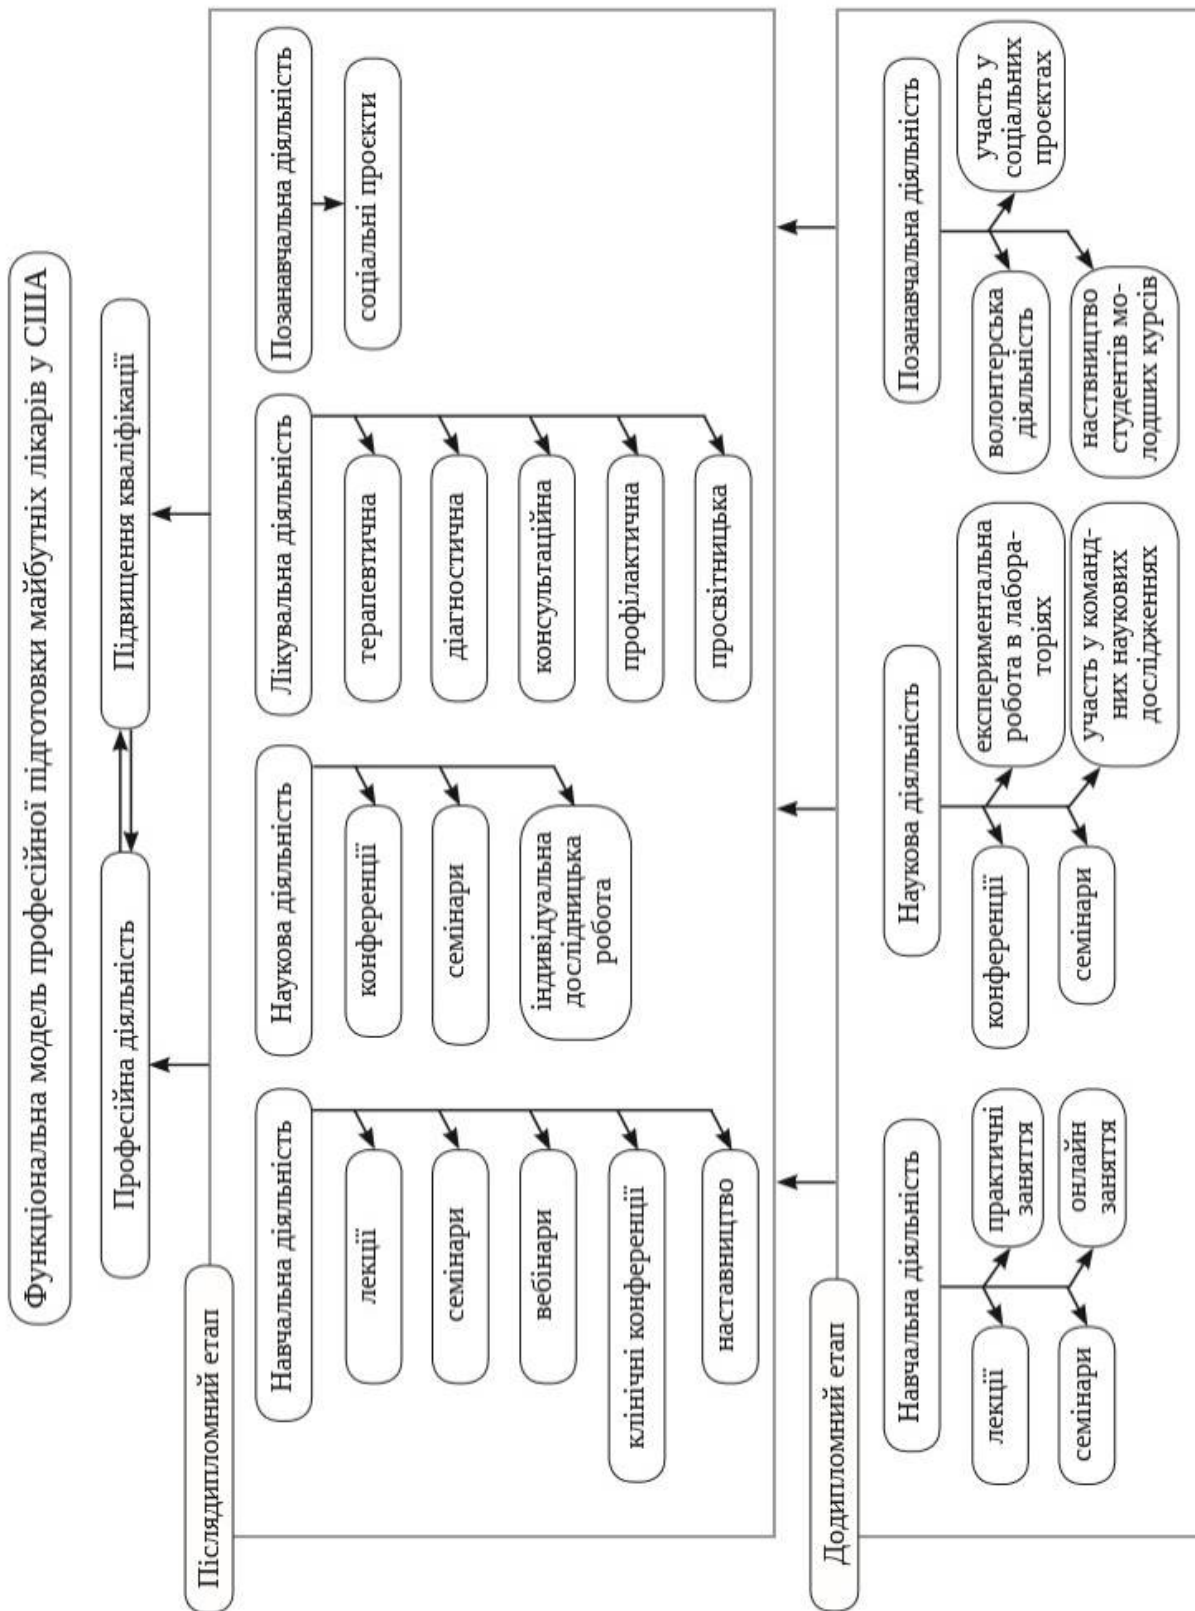 Функціональна модель професійної підготовки майбутніх лікарів у США
Професійна діяльність
Підвищення кваліфікації
Післядипломний етап
Навчальна діяльність
лекції
семінари
вебінари
клінічні конференції
наставництво
Наукова діяльність
конференції
семінари
індивідуальна
дослідницька
робота
Лікувальна діяльність
терапевтична
діагностична
консультаційна
профілактична
просвітницька
Позанавчальна діяльність
соціальні проєкти
Додипломний етап
Навчальна діяльність
лекції
практичні
заняття
семінари
онлайн
заняття
Наукова діяльність
конференції
експериментальна
робота в лабора-
торіях
семінари
участь у команд-
них наукових
дослідженнях
Позанавчальна діяльність
волонтерська
діяльність
участь у
соціальних
проєктах
наствництво
студентів мо-
лодших курсів